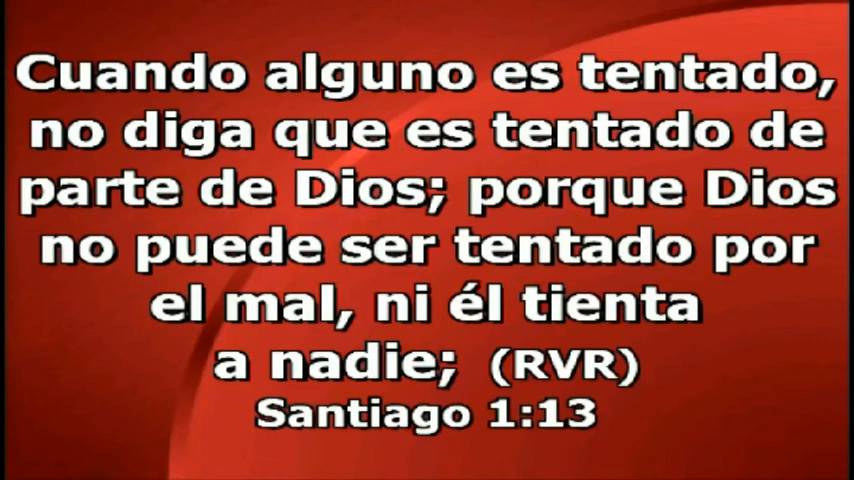 Cuando alguno es tentado,
no diga que es tentado de
parte de Dios; porque Dios
no puede ser tentado por
el mal, ni él tienta
a nadie; (RVR)
Santiago 1:13